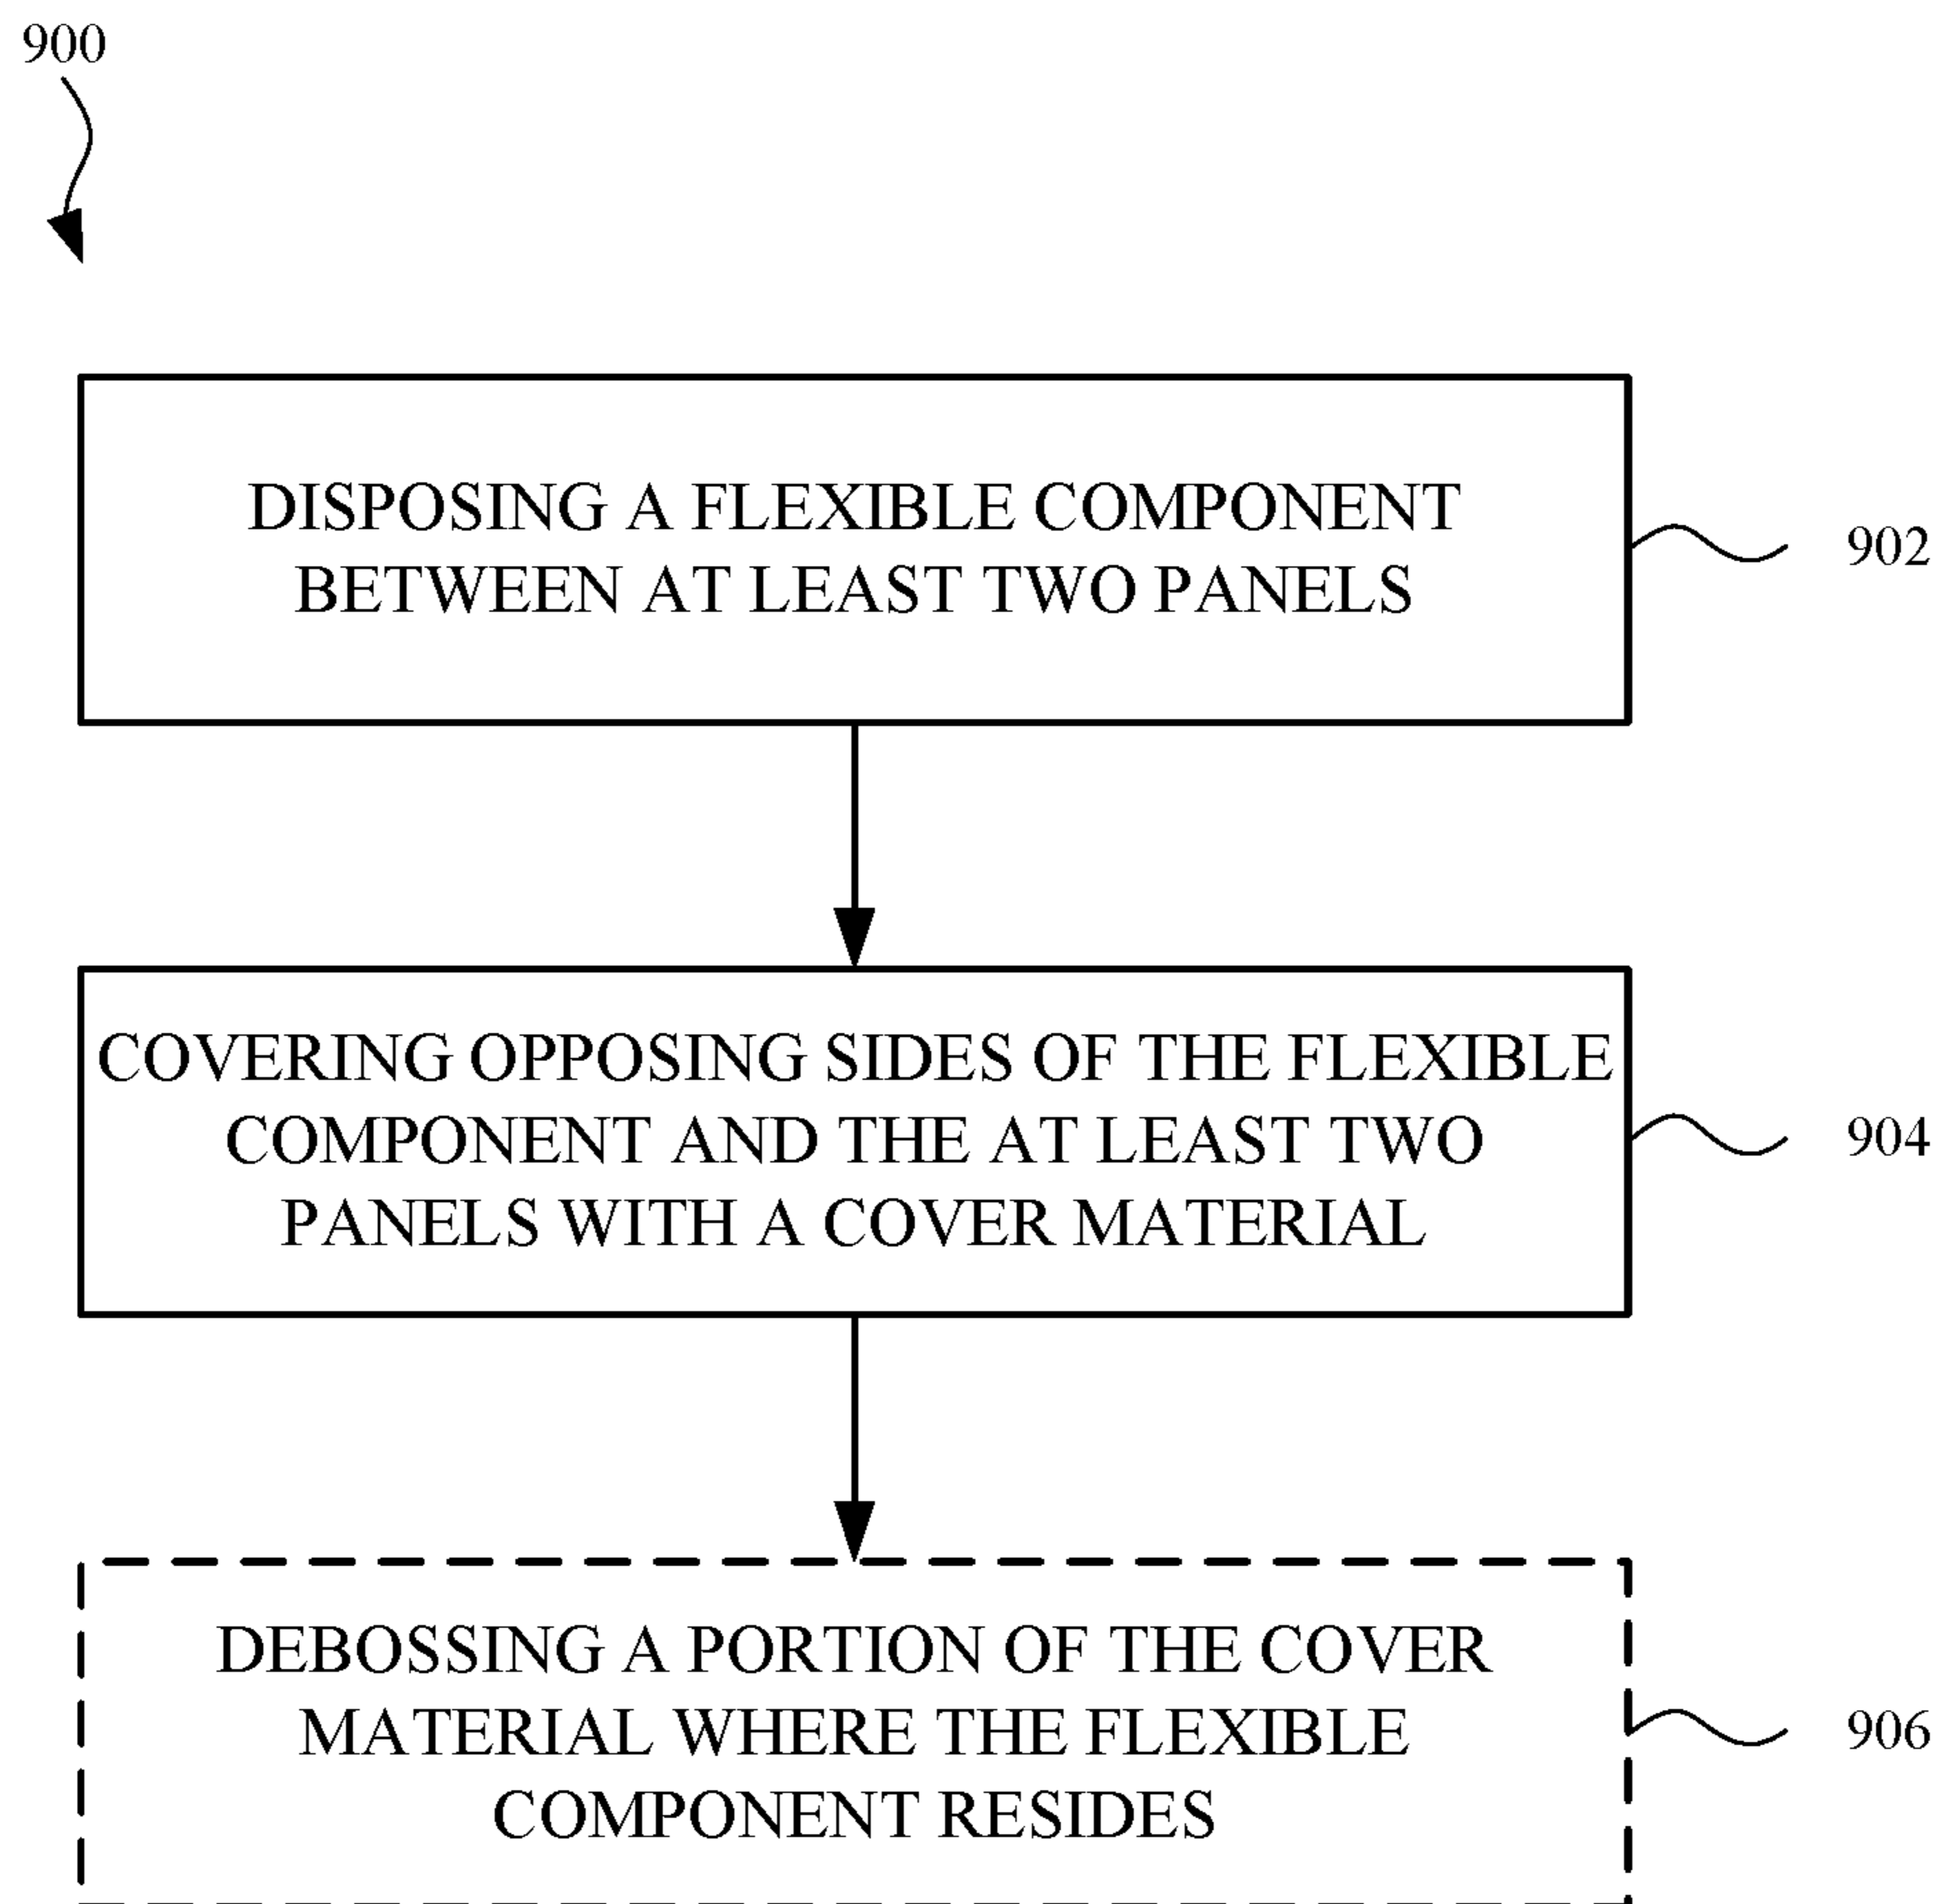 900
DISPOSING A FLEXIBLE COMPONENT
BETWEEN AT LEAST TWO PANELS
902
COVERING OPPOSING SIDES OF THE FLEXIBLE
COMPONENT AND THE AT LEAST TWO
PANELS WITH A COVER MATERIAL
904
DEBOSSING A PORTION OF THE COVER
MATERIAL WHERE THE FLEXIBLE
COMPONENT RESIDES
906